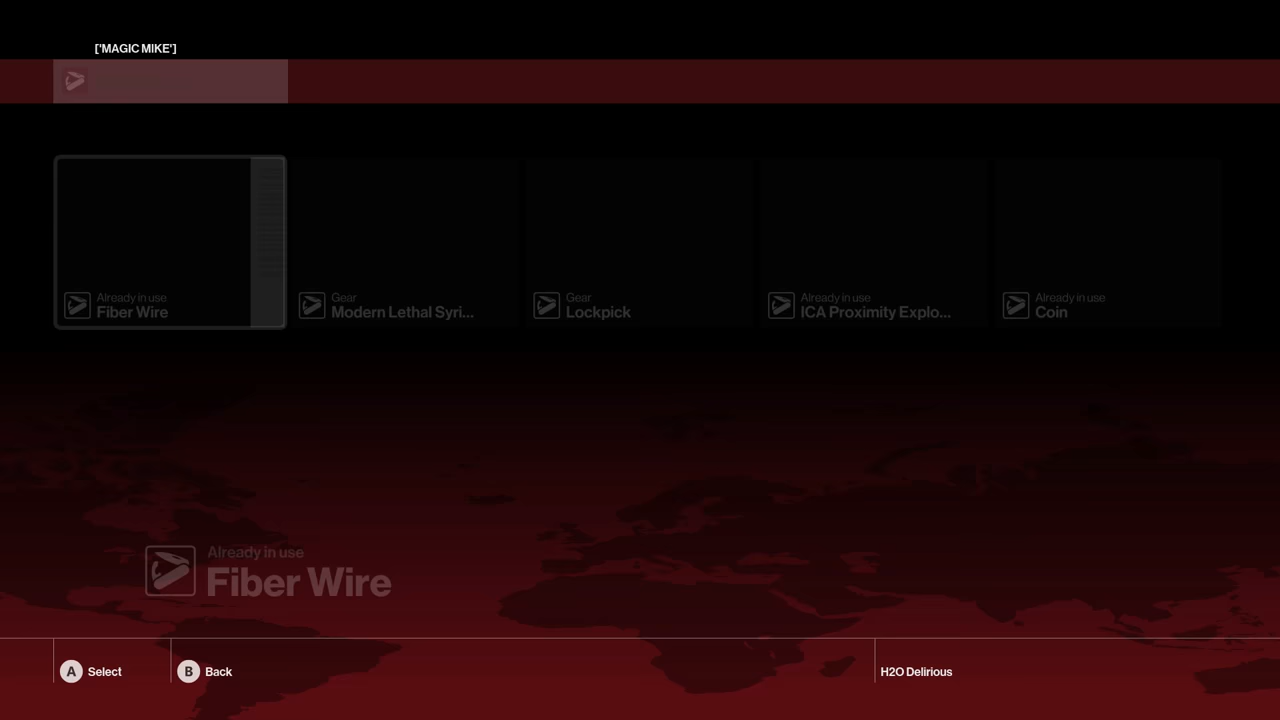 ['MAGIC MIKE']
Already in use
Fiber Wire
Gear
Modern Lethal Syri...
Gear
Lockpick
Already in use
ICA Proximity Explo...
Already in use
Coin
Already in use
Fiber Wire
A Select
B Back
H2O Delirious